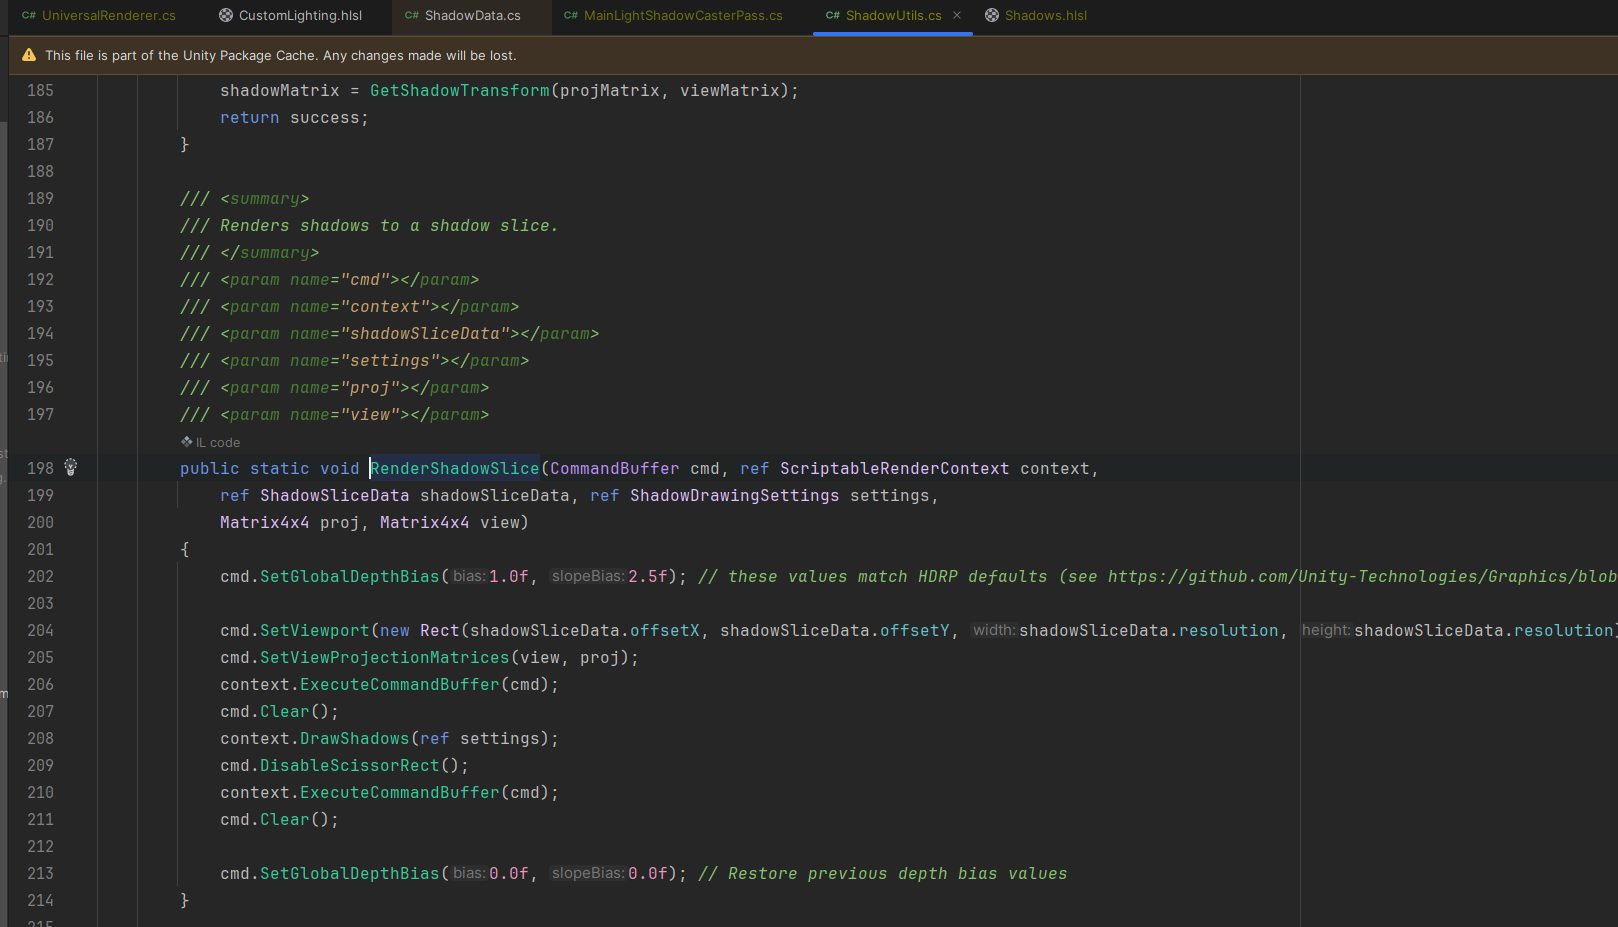 C# UniversalRenderer.cs CustomLighting.hlsl C# ShadowData.cs C# MainLightShadowCasterPass.cs C# ShadowUtils.cs × Shadows.hlsl
This file is part of the Unity Package Cache. Any changes made will be lost.
185 shadowMatrix = GetShadowTransform(projMatrix, viewMatrix);
186 return success;
187 }
188
189 /// <summary>
190 /// Renders shadows to a shadow slice.
191 /// </summary>
192 /// <param name="cmd"></param>
193 /// <param name="context"></param>
194 /// <param name="shadowSliceData"></param>
195 /// <param name="settings"></param>
196 /// <param name="proj"></param>
197 /// <param name="view"></param>
IL code
198 public static void RenderShadowSlice(CommandBuffer cmd, ref ScriptableRenderContext context,
199 ref ShadowSliceData shadowSliceData, ref ShadowDrawingSettings settings,
200 Matrix4x4 proj, Matrix4x4 view)
201 {
202 cmd.SetGlobalDepthBias(bias:1.0f, slopeBias:2.5f); // these values match HDRP defaults (see https://github.com/Unity-Technologies/Graphics/blob
203
204 cmd.SetViewport(new Rect(shadowSliceData.offsetX, shadowSliceData.offsetY, width:shadowSliceData.resolution, height:shadowSliceData.resolution)
205 cmd.SetViewProjectionMatrices(view, proj);
206 context.ExecuteCommandBuffer(cmd);
207 cmd.Clear();
208 context.DrawShadows(ref settings);
209 cmd.DisableScissorRect();
210 context.ExecuteCommandBuffer(cmd);
211 cmd.Clear();
212
213 cmd.SetGlobalDepthBias(bias:0.0f, slopeBias:0.0f); // Restore previous depth bias values
214 }
215